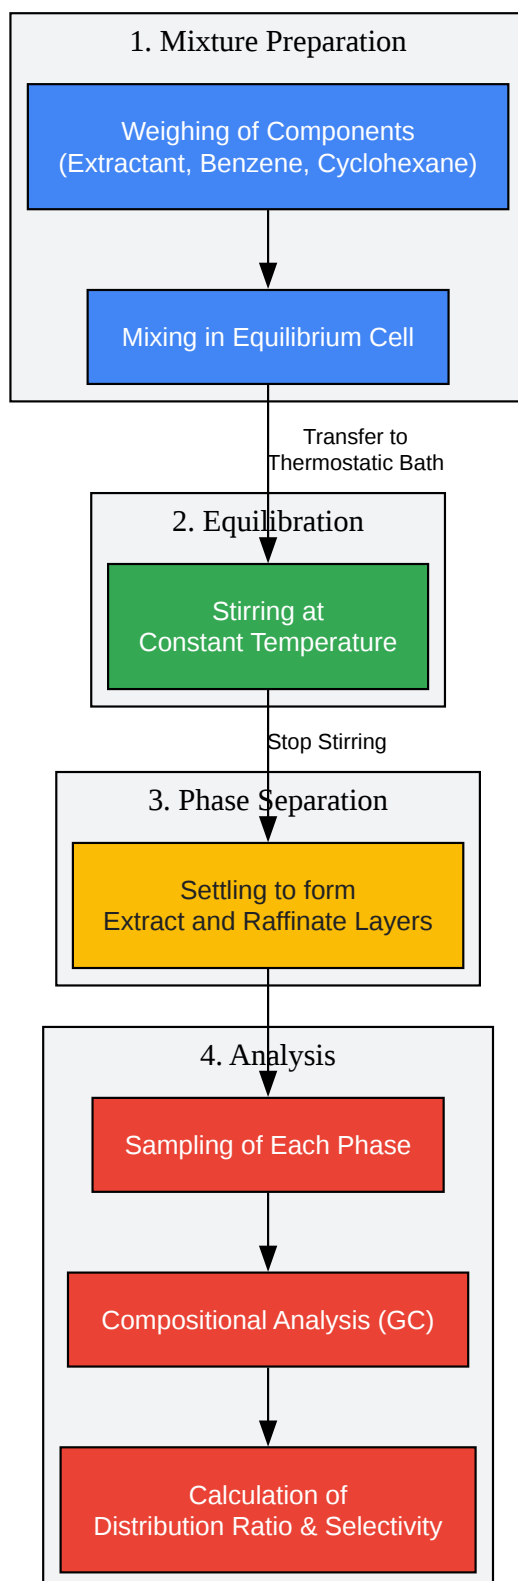 1. Mixture Preparation
Weighing of Components
(Extractant, Benzene, Cyclohexane)
Mixing in Equilibrium Cell
Transfer to
Thermostatic Bath
2. Equilibration
Stirring at
Constant Temperature
Stop Stirring
3. Phase Separation
Settling to form
Extract and Raffinate Layers
4. Analysis
Sampling of Each Phase
Compositional Analysis (GC)
Calculation of
Distribution Ratio & Selectivity